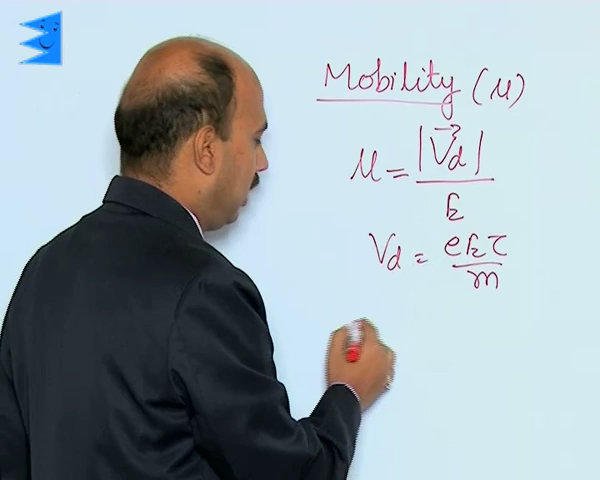 Mobility (μ)
μ = |V⃗d| / E
Vd = eEτ / m